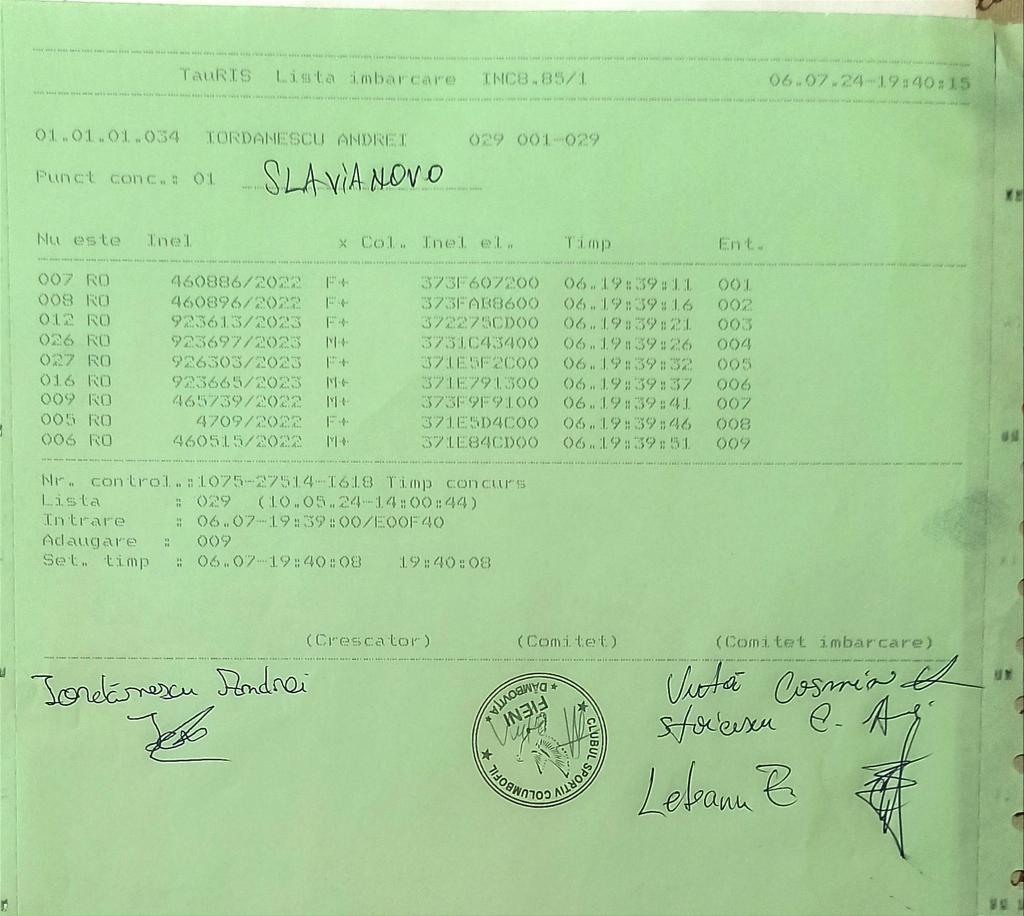 TauRIS Lista imbarcare INC8.85/1 06.07.24-19:40:15
01.01.01.034 IORDANESCU ANDREI 029 001-029
Punct conc.: 01 SLAVIANOVO
Nu este Inel x Col. Inel el. Timp Ent.
007 RO 460886/2022 F+ 373F607200 06.19:39:11 001
008 RO 460896/2022 F+ 373FAB8600 06.19:39:16 002
012 RO 923613/2023 F+ 372275CD00 06.19:39:21 003
026 RO 923697/2023 M+ 3731C43400 06.19:39:26 004
027 RO 926303/2023 F+ 371E5F2C00 06.19:39:32 005
016 RO 923665/2023 M+ 371E791300 06.19:39:37 006
009 RO 465739/2022 M+ 373F9F9100 06.19:39:41 007
005 RO 4709/2022 F+ 371E5D4C00 06.19:39:46 008
006 RO 460515/2022 M+ 371E84CD00 06.19:39:51 009
Nr. control.:1075-27514-I618 Timp concurs
Lista : 029 (10.05.24-14:00:44)
Intrare : 06.07-19:39:00/E00F40
Adaugare : 009
Set. timp : 06.07-19:40:08 19:40:08
(Crescator) (Comitet) (Comitet imbarcare)
Iordănescu Andrei
Vută Cosmin
Stoicescu C.
Leteanu
CLUBUL SPORTIV COLUMBOFIL
FIENI
DÂMBOVIŢA